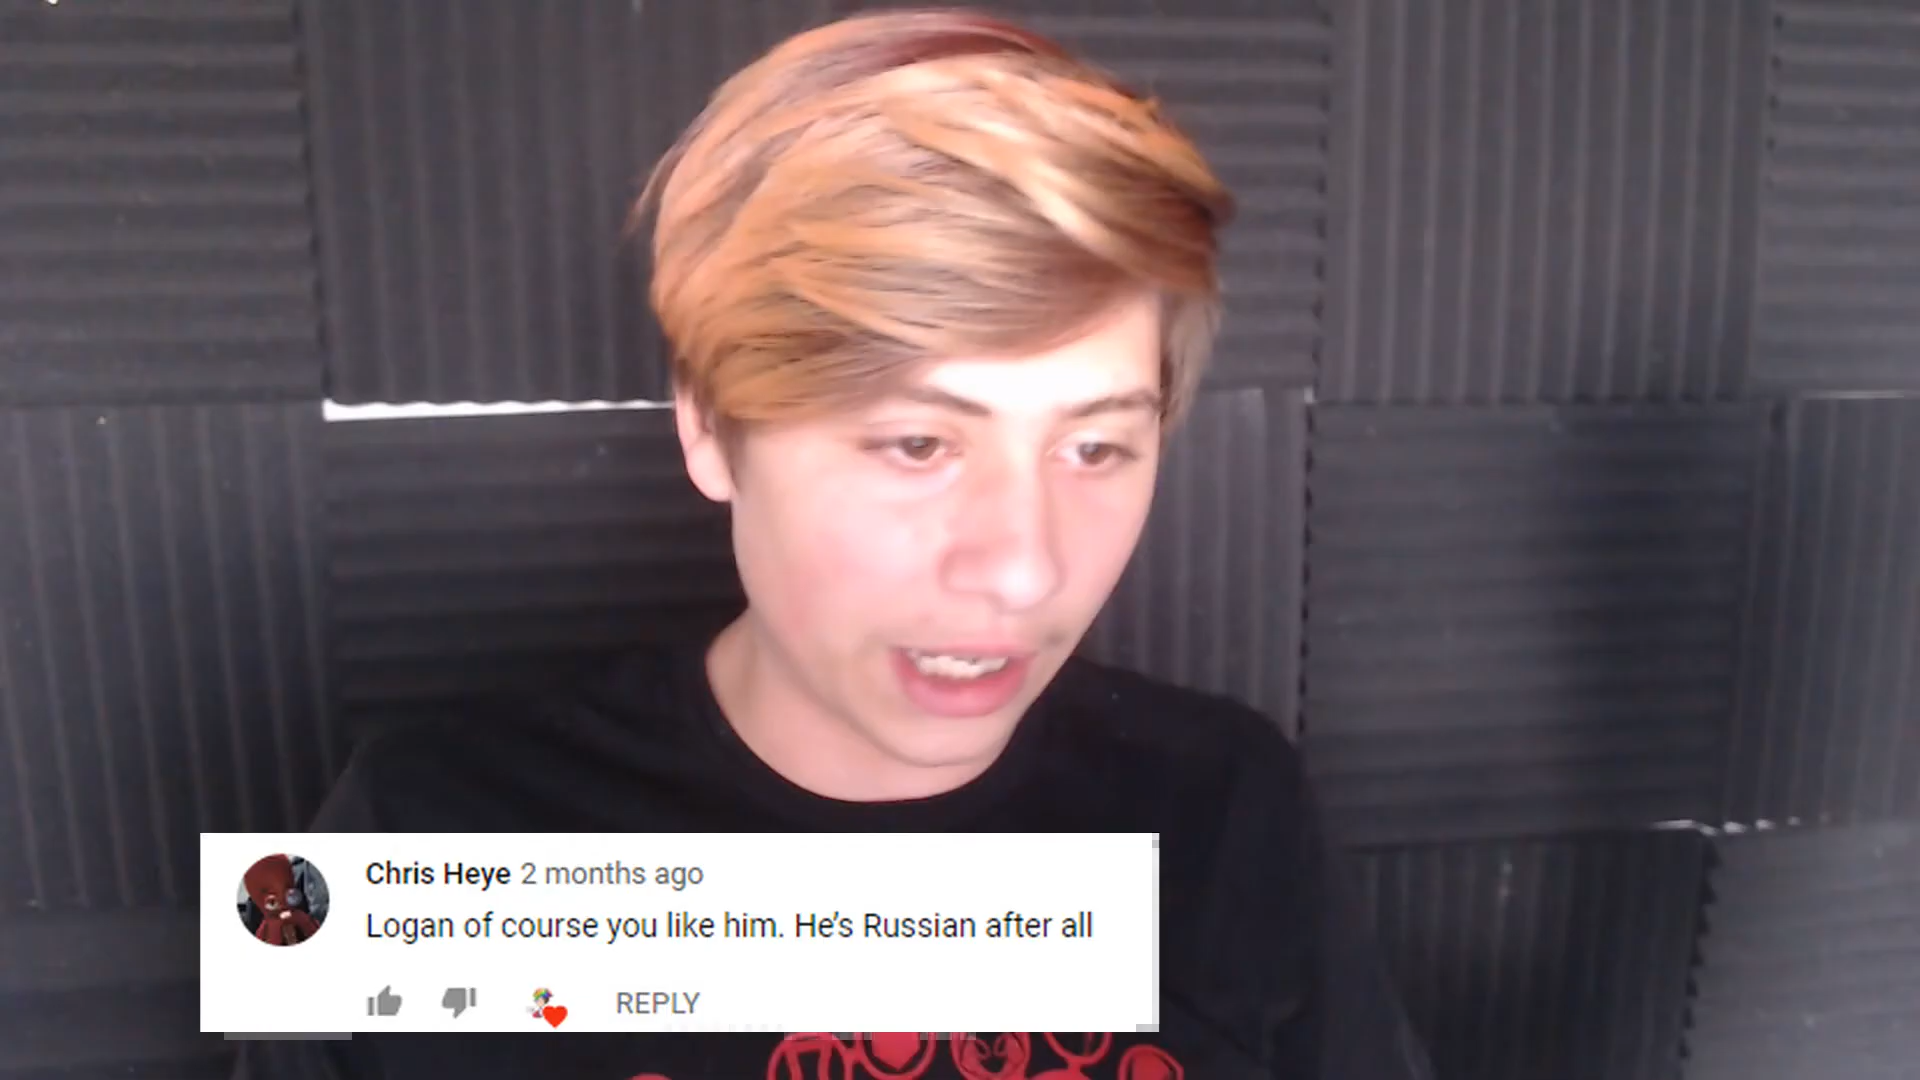 Chris Heye 2 months ago
Logan of course you like him. He's Russian after all
REPLY